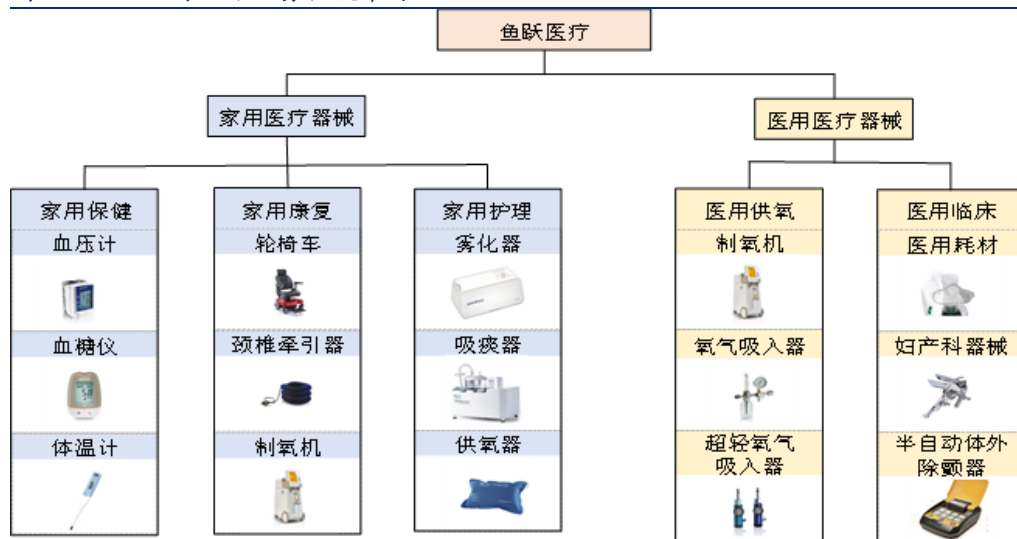 鱼跃医疗
家用医疗器械
医用医疗器械
家用保健
血压计
血糖仪
体温计
家用康复
轮椅车
颈椎牵引器
制氧机
家用护理
雾化器
吸痰器
供氧器
医用供氧
制氧机
氧气吸入器
超轻氧气
吸入器
医用临床
医用耗材
妇产科器械
半自动体外
除颤器